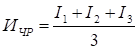 И_ЧР = (I_1 + I_2 + I_3) / 3